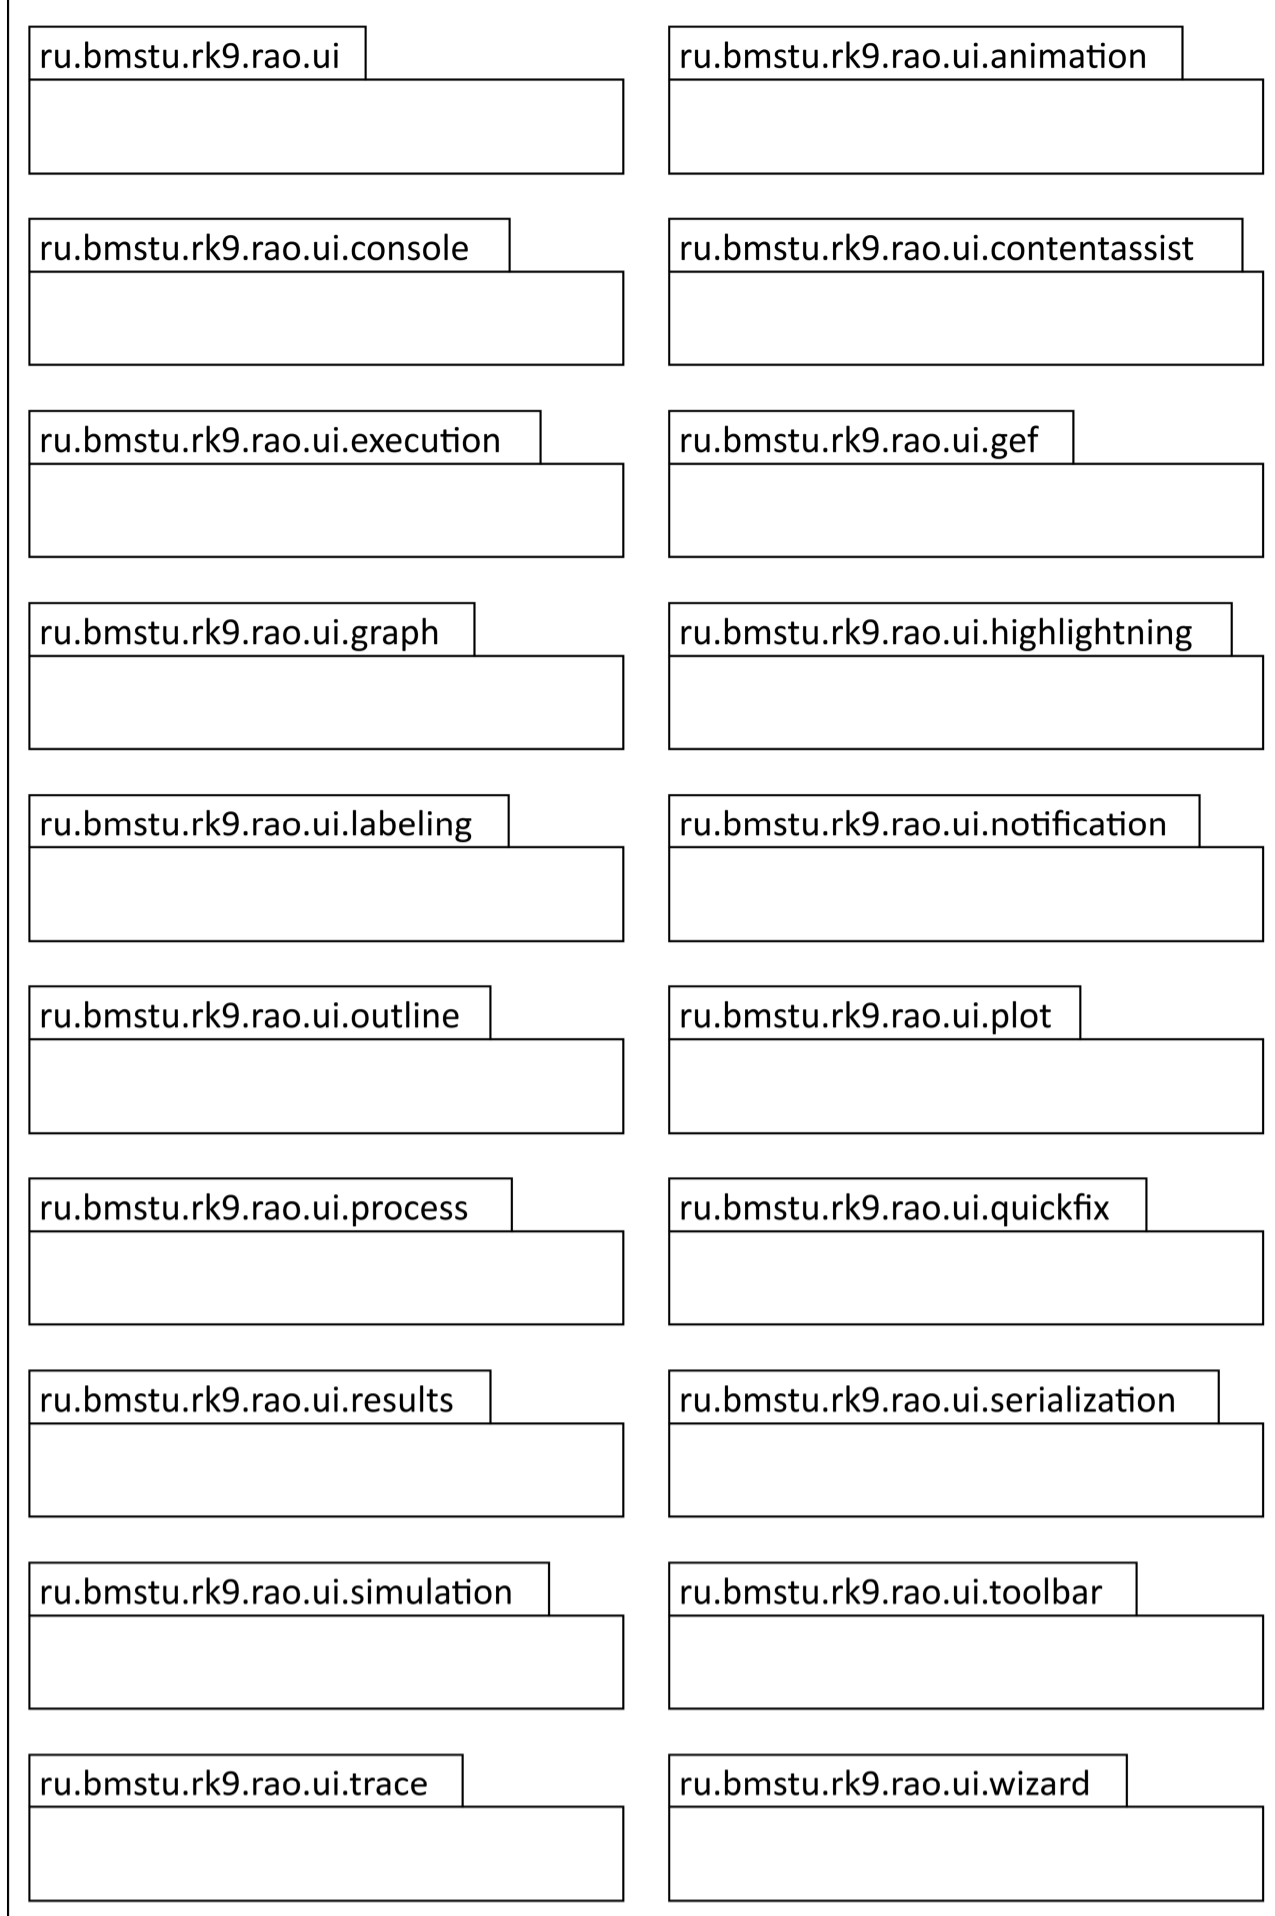 ru.bmstu.rk9.rao.ui
ru.bmstu.rk9.rao.ui.animation
ru.bmstu.rk9.rao.ui.console
ru.bmstu.rk9.rao.ui.contentassist
ru.bmstu.rk9.rao.ui.execution
ru.bmstu.rk9.rao.ui.gef
ru.bmstu.rk9.rao.ui.graph
ru.bmstu.rk9.rao.ui.highlightning
ru.bmstu.rk9.rao.ui.labeling
ru.bmstu.rk9.rao.ui.notification
ru.bmstu.rk9.rao.ui.outline
ru.bmstu.rk9.rao.ui.plot
ru.bmstu.rk9.rao.ui.process
ru.bmstu.rk9.rao.ui.quickfix
ru.bmstu.rk9.rao.ui.results
ru.bmstu.rk9.rao.ui.serialization
ru.bmstu.rk9.rao.ui.simulation
ru.bmstu.rk9.rao.ui.toolbar
ru.bmstu.rk9.rao.ui.trace
ru.bmstu.rk9.rao.ui.wizard